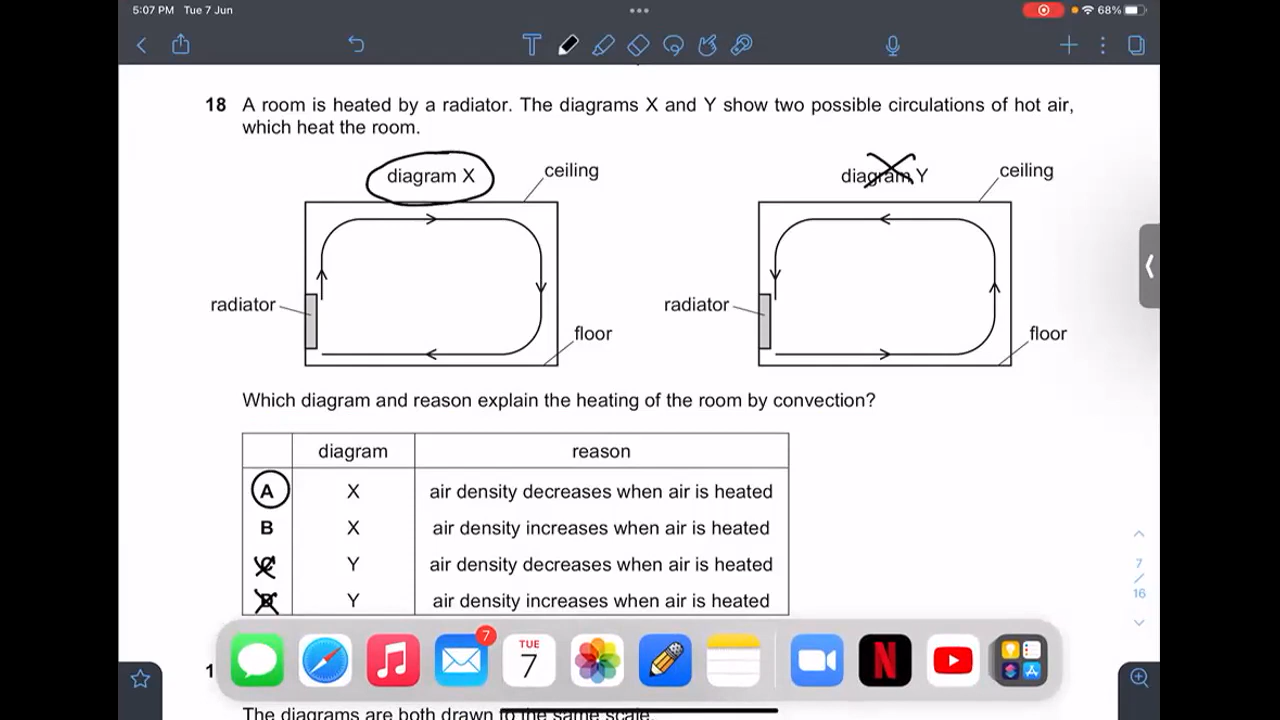 5:07 PM Tue 7 Jun
68%
18 A room is heated by a radiator. The diagrams X and Y show two possible circulations of hot air,
which heat the room.
diagram X
ceiling
diagram Y
ceiling
radiator
floor
radiator
floor
Which diagram and reason explain the heating of the room by convection?
diagram reason
A X air density decreases when air is heated
B X air density increases when air is heated
C Y air density decreases when air is heated
D Y air density increases when air is heated
7
/
16
7
TUE
7
N
1
The diagrams are both drawn to the same scale.